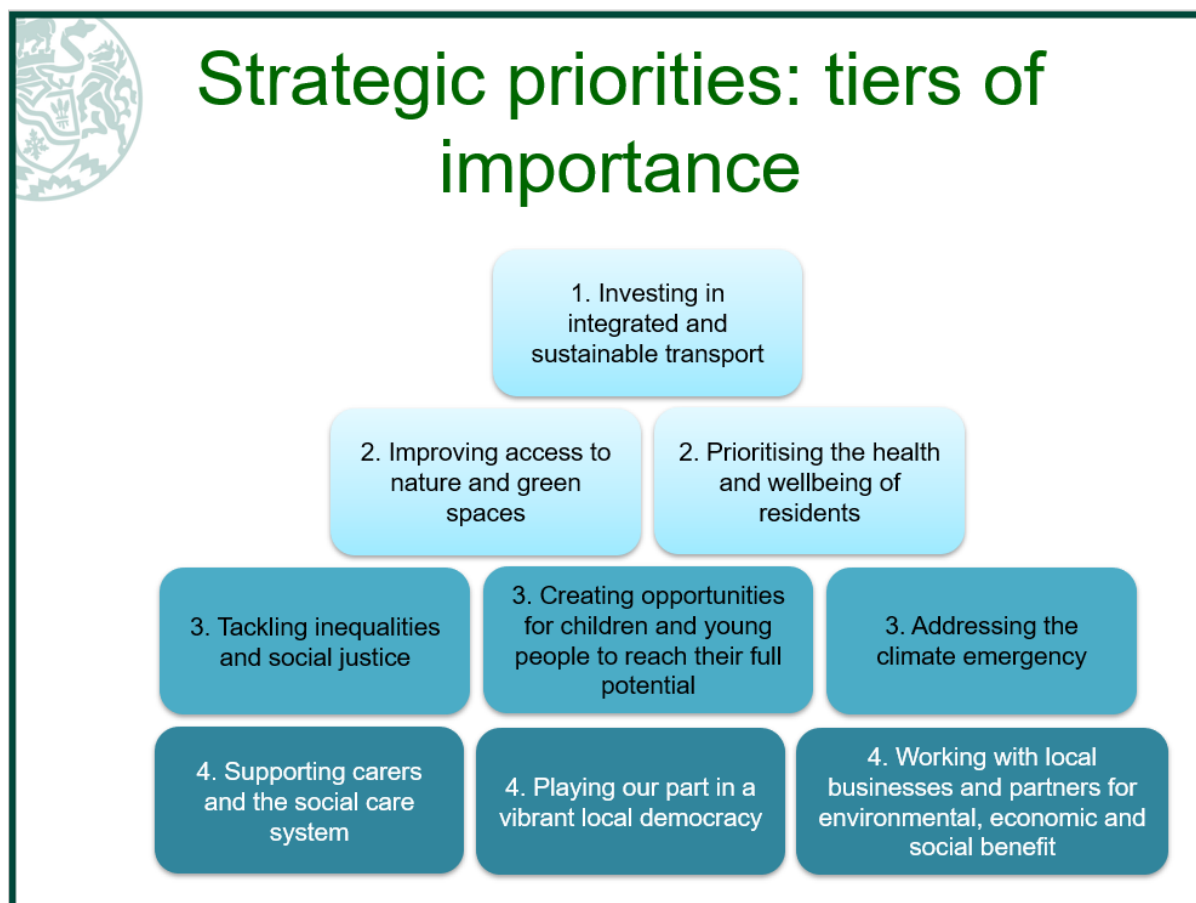 Strategic priorities: tiers of
importance
1. Investing in
integrated and
sustainable transport
2. Improving access to
nature and green
spaces
2. Prioritising the health
and wellbeing of
residents
3. Tackling inequalities
and social justice
3. Creating opportunities
for children and young
people to reach their full
potential
3. Addressing the
climate emergency
4. Supporting carers
and the social care
system
4. Playing our part in a
vibrant local democracy
4. Working with local
businesses and partners for
environmental, economic and
social benefit